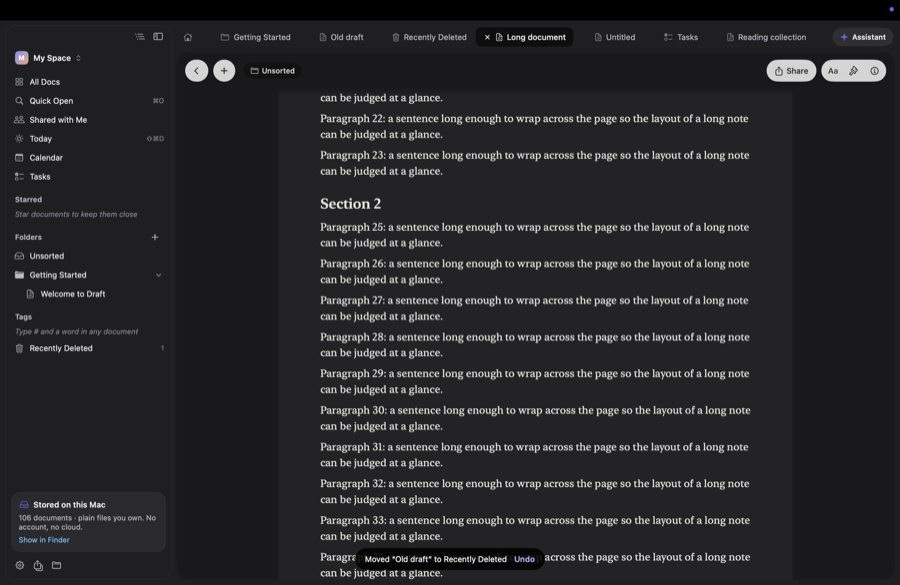 Getting Started
Old draft
Recently Deleted
Long document
Untitled
Tasks
Reading collection
Assistant
M
My Space
All Docs
Quick Open ⌘O
Shared with Me
Today ⇧⌘D
Calendar
Tasks
Starred
Star documents to keep them close
Folders
Unsorted
Getting Started
Welcome to Draft
Tags
Type # and a word in any document
Recently Deleted 1
Stored on this Mac
106 documents · plain files you own. No
account, no cloud.
Show in Finder
Unsorted
Share
Aa
can be judged at a glance.
Paragraph 22: a sentence long enough to wrap across the page so the layout of a long note
can be judged at a glance.
Paragraph 23: a sentence long enough to wrap across the page so the layout of a long note
can be judged at a glance.
Section 2
Paragraph 25: a sentence long enough to wrap across the page so the layout of a long note
can be judged at a glance.
Paragraph 26: a sentence long enough to wrap across the page so the layout of a long note
can be judged at a glance.
Paragraph 27: a sentence long enough to wrap across the page so the layout of a long note
can be judged at a glance.
Paragraph 28: a sentence long enough to wrap across the page so the layout of a long note
can be judged at a glance.
Paragraph 29: a sentence long enough to wrap across the page so the layout of a long note
can be judged at a glance.
Paragraph 30: a sentence long enough to wrap across the page so the layout of a long note
can be judged at a glance.
Paragraph 31: a sentence long enough to wrap across the page so the layout of a long note
can be judged at a glance.
Paragraph 32: a sentence long enough to wrap across the page so the layout of a long note
can be judged at a glance.
Paragraph 33: a sentence long enough to wrap across the page so the layout of a long note
can be judged at a glance.
across the page so the layout of a long note
can be judged at a glance.
Moved “Old draft” to Recently Deleted Undo